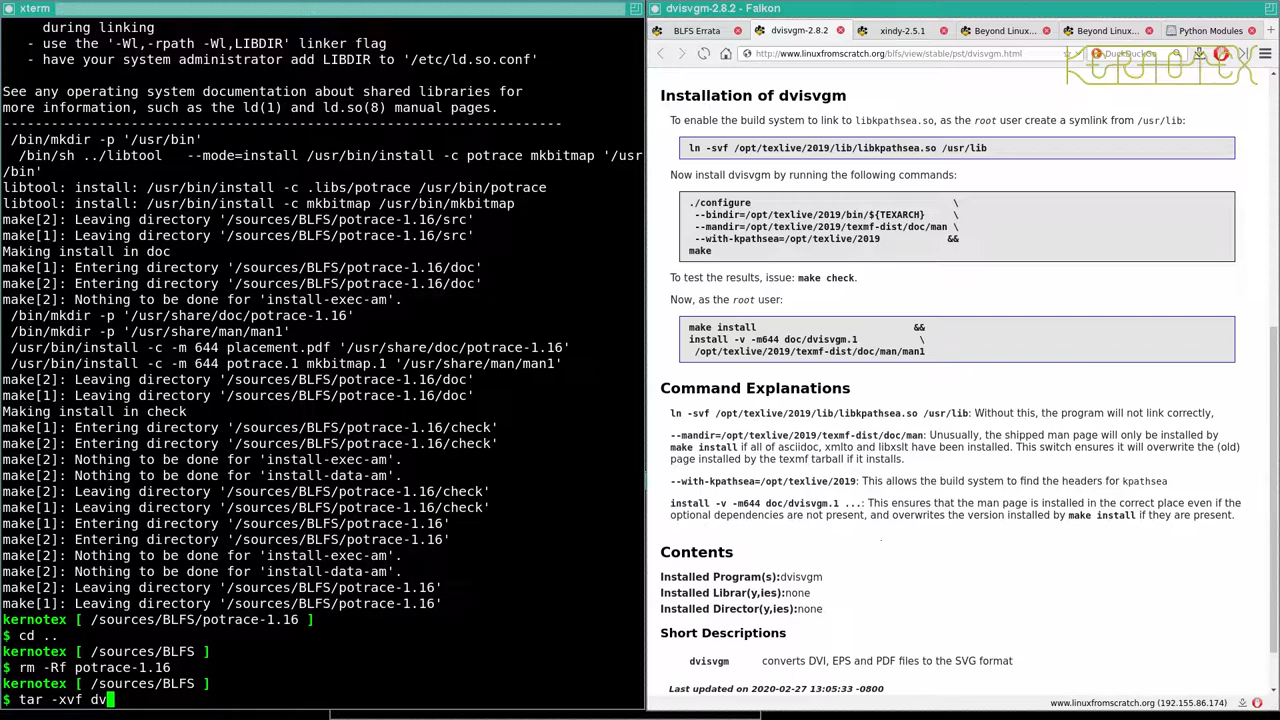 xterm
during linking
- use the '-Wl,-rpath -Wl,LIBDIR' linker flag
- have your system administrator add LIBDIR to '/etc/ld.so.conf'
See any operating system documentation about shared libraries for
more information, such as the ld(1) and ld.so(8) manual pages.
----------------------------------------------------------------------
/bin/mkdir -p '/usr/bin'
/bin/sh ../libtool   --mode=install /usr/bin/install -c potrace mkbitmap '/usr
/bin'
libtool: install: /usr/bin/install -c .libs/potrace /usr/bin/potrace
libtool: install: /usr/bin/install -c mkbitmap /usr/bin/mkbitmap
make[2]: Leaving directory '/sources/BLFS/potrace-1.16/src'
make[1]: Leaving directory '/sources/BLFS/potrace-1.16/src'
Making install in doc
make[1]: Entering directory '/sources/BLFS/potrace-1.16/doc'
make[2]: Entering directory '/sources/BLFS/potrace-1.16/doc'
make[2]: Nothing to be done for 'install-exec-am'.
/bin/mkdir -p '/usr/share/doc/potrace-1.16'
/bin/mkdir -p '/usr/share/man/man1'
/usr/bin/install -c -m 644 placement.pdf '/usr/share/doc/potrace-1.16'
/usr/bin/install -c -m 644 potrace.1 mkbitmap.1 '/usr/share/man/man1'
make[2]: Leaving directory '/sources/BLFS/potrace-1.16/doc'
make[1]: Leaving directory '/sources/BLFS/potrace-1.16/doc'
Making install in check
make[1]: Entering directory '/sources/BLFS/potrace-1.16/check'
make[2]: Entering directory '/sources/BLFS/potrace-1.16/check'
make[2]: Nothing to be done for 'install-exec-am'.
make[2]: Nothing to be done for 'install-data-am'.
make[2]: Leaving directory '/sources/BLFS/potrace-1.16/check'
make[1]: Leaving directory '/sources/BLFS/potrace-1.16/check'
make[1]: Entering directory '/sources/BLFS/potrace-1.16'
make[2]: Entering directory '/sources/BLFS/potrace-1.16'
make[2]: Nothing to be done for 'install-exec-am'.
make[2]: Nothing to be done for 'install-data-am'.
make[2]: Leaving directory '/sources/BLFS/potrace-1.16'
make[1]: Leaving directory '/sources/BLFS/potrace-1.16'
kernotex [ /sources/BLFS/potrace-1.16 ]
$ cd ..
kernotex [ /sources/BLFS ]
$ rm -Rf potrace-1.16
kernotex [ /sources/BLFS ]
$ tar -xvf dv
dvisvgm-2.8.2 - Falkon
BLFS Errata dvisvgm-2.8.2 xindy-2.5.1 Beyond Linux... Beyond Linux... Python Modules
http://www.linuxfromscratch.org/blfs/view/stable/pst/dvisvgm.html DuckDuckGo
KERNOTEX
Installation of dvisvgm
To enable the build system to link to libkpathsea.so, as the root user create a symlink from /usr/lib:
ln -svf /opt/texlive/2019/lib/libkpathsea.so /usr/lib
Now install dvisvgm by running the following commands:
./configure \
--bindir=/opt/texlive/2019/bin/${TEXARCH} \
--mandir=/opt/texlive/2019/texmf-dist/doc/man \
--with-kpathsea=/opt/texlive/2019 &&
make
To test the results, issue: make check.
Now, as the root user:
make install &&
install -v -m644 doc/dvisvgm.1 \
/opt/texlive/2019/texmf-dist/doc/man/man1
Command Explanations
ln -svf /opt/texlive/2019/lib/libkpathsea.so /usr/lib: Without this, the program will not link correctly,
--mandir=/opt/texlive/2019/texmf-dist/doc/man: Unusually, the shipped man page will only be installed by
make install if all of asciidoc, xmlto and libxslt have been installed. This switch ensures it will overwrite the (old)
page installed by the texmf tarball if it installs.
--with-kpathsea=/opt/texlive/2019: This allows the build system to find the headers for kpathsea
install -v -m644 doc/dvisvgm.1 ...: This ensures that the man page is installed in the correct place even if the
optional dependencies are not present, and overwrites the version installed by make install if they are present.
Contents
Installed Program(s):dvisvgm
Installed Librar(y,ies):none
Installed Director(y,ies):none
Short Descriptions
dvisvgm converts DVI, EPS and PDF files to the SVG format
Last updated on 2020-02-27 13:05:33 -0800
www.linuxfromscratch.org (192.155.86.174)